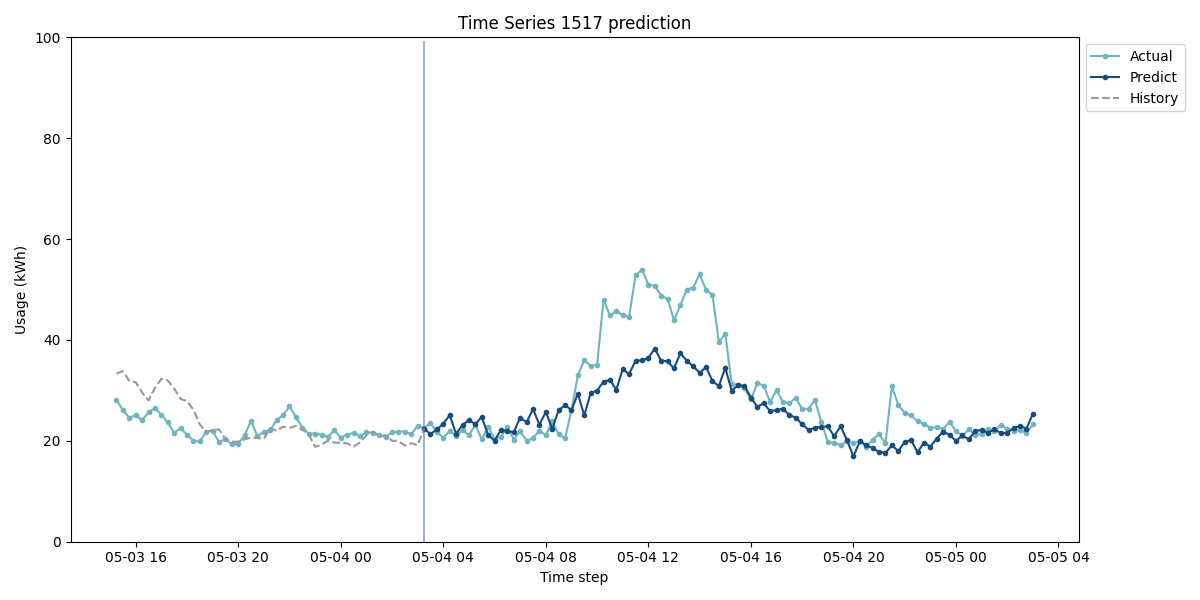 Time Series 1517 prediction
Usage (kWh)
100
80
60
40
20
0
05-03 16
05-03 20
05-04 00
05-04 04
05-04 08
05-04 12
05-04 16
05-04 20
05-05 00
05-05 04
Time step
Actual
Predict
History